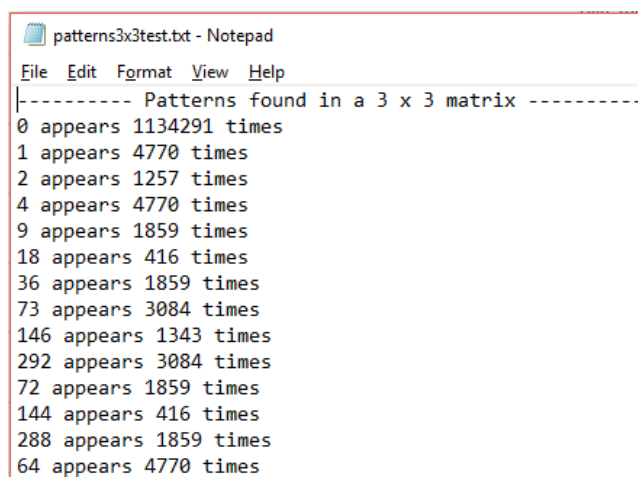 patterns3x3test.txt - Notepad
File Edit Format View Help
---------- Patterns found in a 3 x 3 matrix ----------
0 appears 1134291 times
1 appears 4770 times
2 appears 1257 times
4 appears 4770 times
9 appears 1859 times
18 appears 416 times
36 appears 1859 times
73 appears 3084 times
146 appears 1343 times
292 appears 3084 times
72 appears 1859 times
144 appears 416 times
288 appears 1859 times
64 appears 4770 times